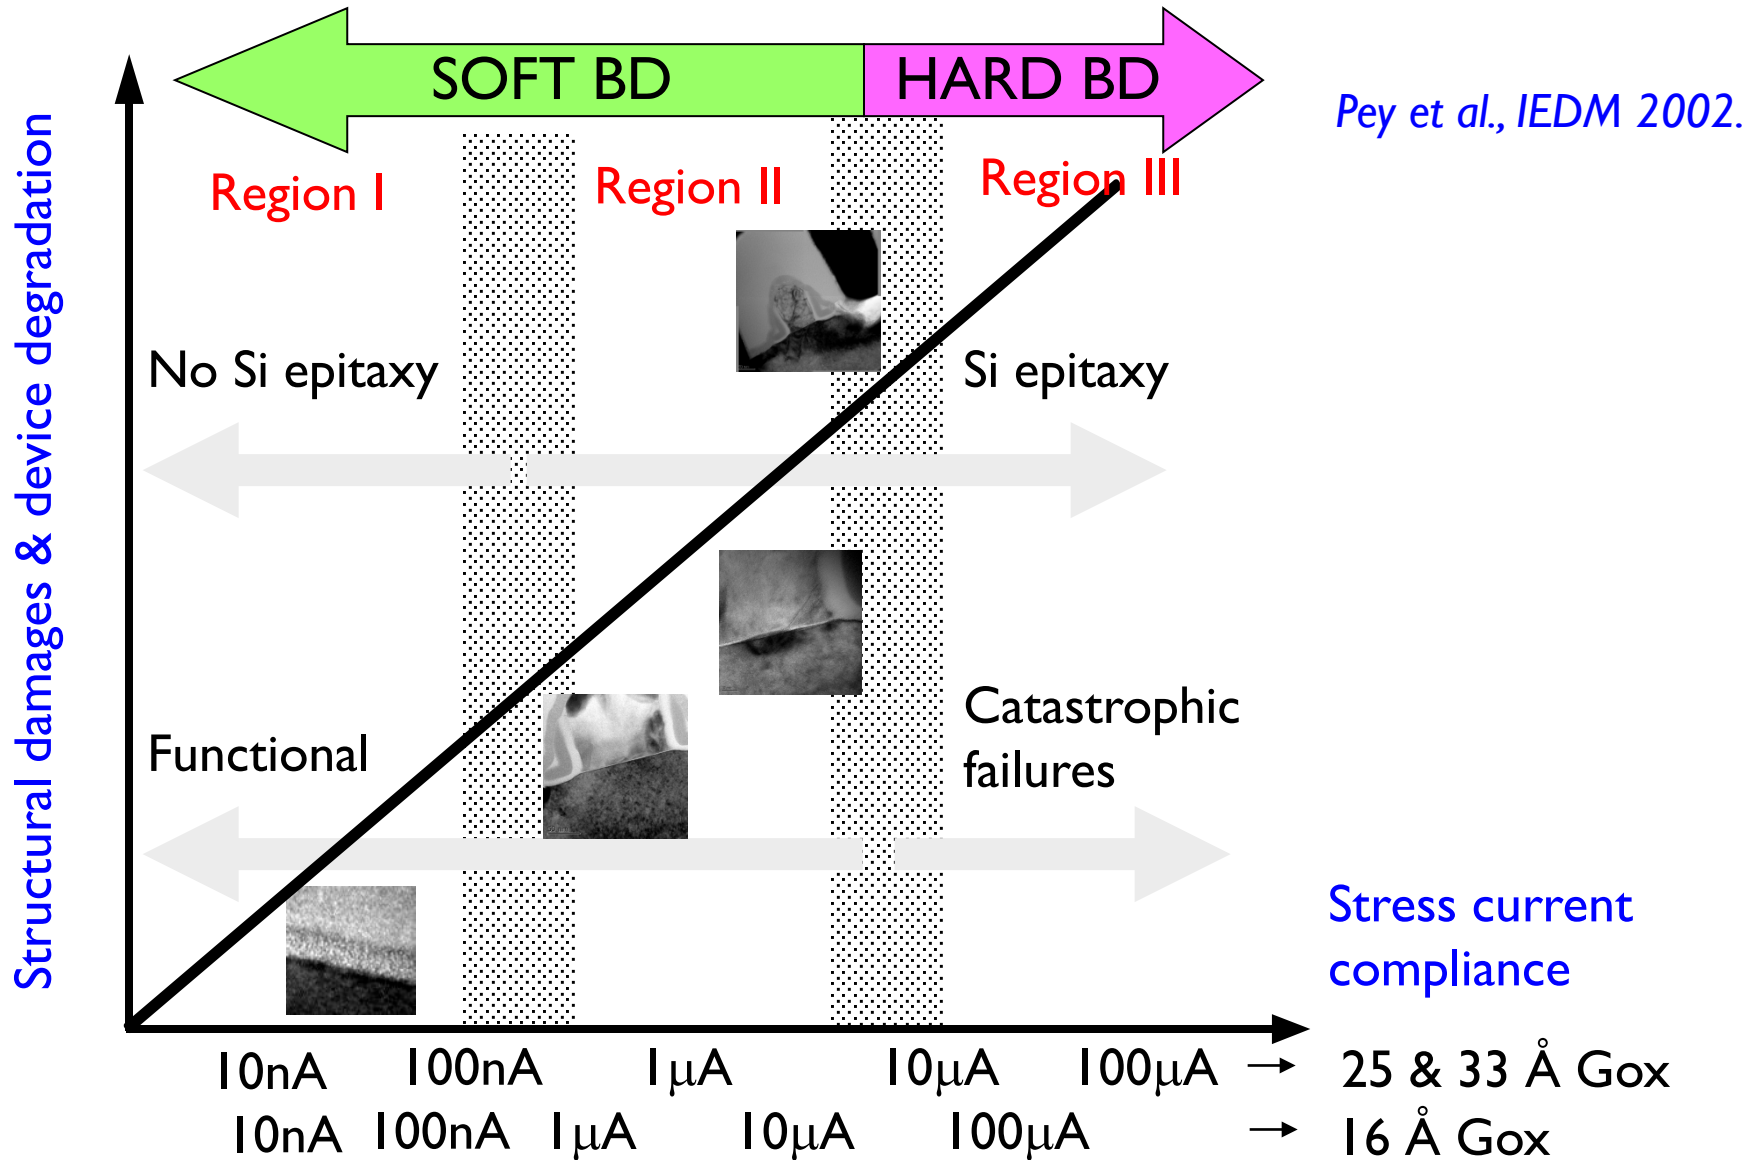 SOFT BD
HARD BD
Pey et al., IEDM 2002.
Region I
Region II
Region III
Structural damages & device degradation
No Si epitaxy
Si epitaxy
Functional
Catastrophic
failures
Stress current
compliance
10nA 100nA 1μA 10μA 100μA → 25 & 33 Å Gox
10nA 100nA 1μA 10μA 100μA → 16 Å Gox